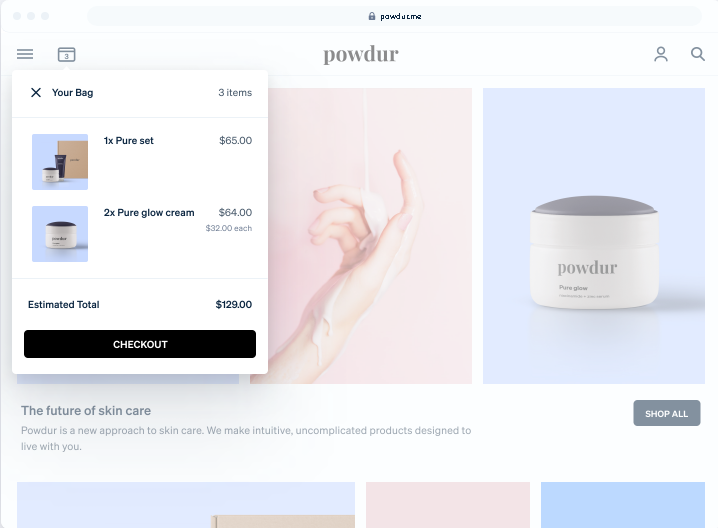 powdur.me
3
powdur
Your Bag
3 items
1x Pure set
$65.00
2x Pure glow cream
$64.00
$32.00 each
powdur
Estimated Total
$129.00
CHECKOUT
powdur
Pure glow
The future of skin care
Powdur is a new approach to skin care. We make intuitive, uncomplicated products designed to
live with you.
SHOP ALL